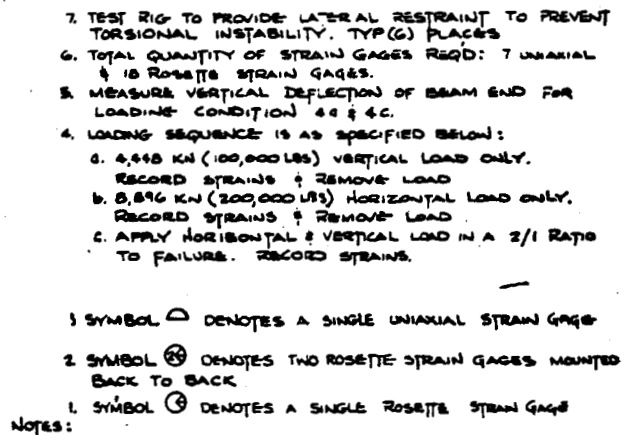 7. TEST RIG TO PROVIDE LATERAL RESTRAINT TO PREVENT
TORSIONAL INSTABILITY. TYP (6) PLACES
6. TOTAL QUANTITY OF STRAIN GAGES REQ'D: 7 UNIAXIAL
& 18 ROSETTE STRAIN GAGES.
5. MEASURE VERTICAL DEFLECTION OF BEAM END FOR
LOADING CONDITION 4a & 4c.
4. LOADING SEQUENCE IS AS SPECIFIED BELOW:
a. 4,448 KN (100,000 LBS) VERTICAL LOAD ONLY.
RECORD STRAINS & REMOVE LOAD
b. 8,896 KN (200,000 LBS) HORIZONTAL LOAD ONLY.
RECORD STRAINS & REMOVE LOAD
c. APPLY HORIBONTAL & VERTICAL LOAD IN A 2/1 RATIO
TO FAILURE. RECORD STRAINS.
3 SYMBOL DENOTES A SINGLE UNIAXIAL STRAIN GAGE
2 SYMBOL DENOTES TWO ROSETTE STRAIN GAGES MOUNTED
BACK TO BACK
1. SYMBOL DENOTES A SINGLE ROSETTE STRAIN GAGE
NOTES: